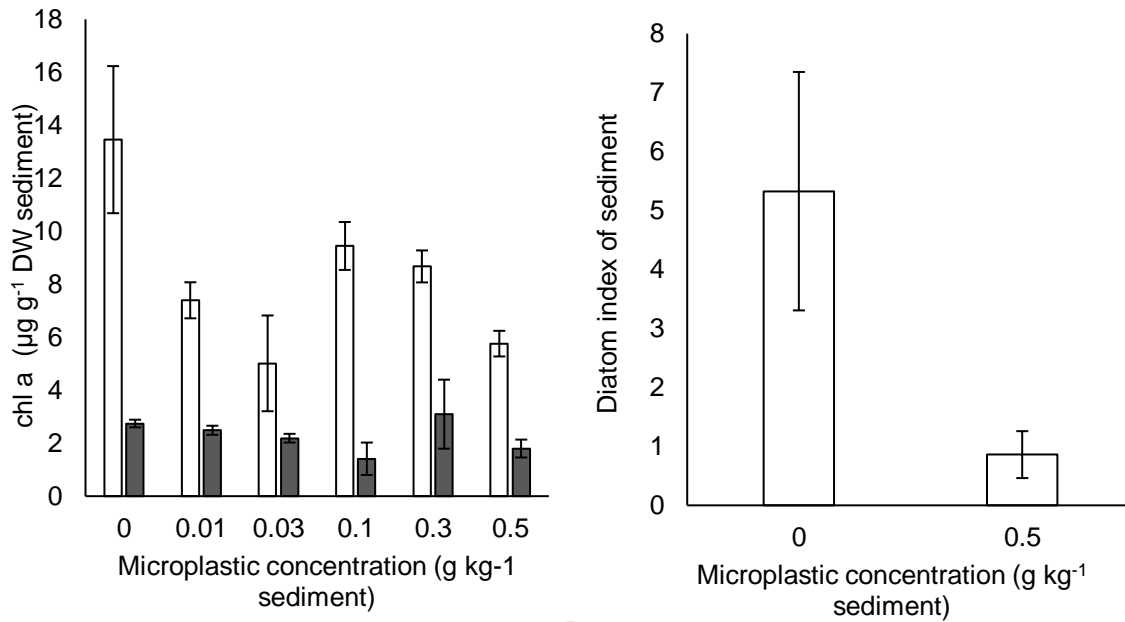 chl a (µg g⁻¹ DW sediment)
18
16
14
12
10
8
6
4
2
0
0 0.01 0.03 0.1 0.3 0.5
Microplastic concentration (g kg-1
sediment)
Diatom index of sediment
8
7
6
5
4
3
2
1
0
0 0.5
Microplastic concentration (g kg⁻¹
sediment)